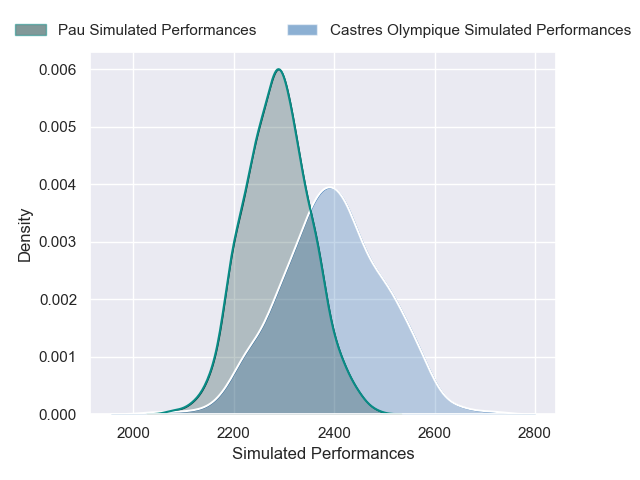 Pau Simulated Performances Castres Olympique Simulated Performances
0.006
0.005
0.004
0.003
0.002
0.001
0.000
Density
2000 2200 2400 2600 2800
Simulated Performances